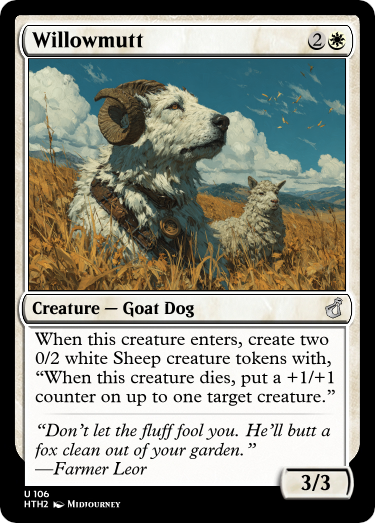 Willowmutt 2
Creature — Goat Dog
When this creature enters, create two
0/2 white Sheep creature tokens with,
“When this creature dies, put a +1/+1
counter on up to one target creature.”
“Don’t let the fluff fool you. He’ll butt a
fox clean out of your garden.”
—Farmer Leor
3/3
U 106
HTH2 Midjourney